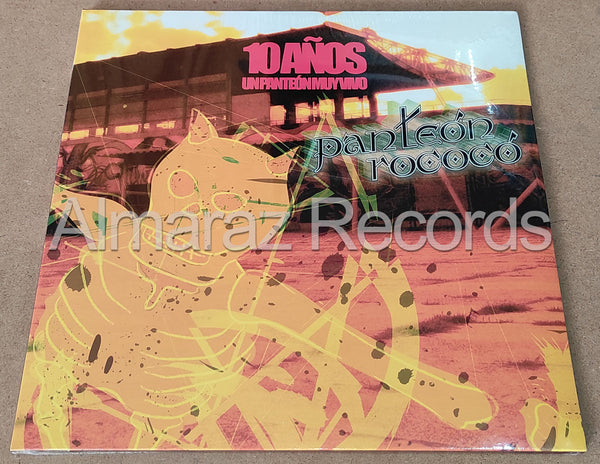 10 AÑOS
UN PANTEÓN MUY VIVO
panteón
rococó
Almaraz Records